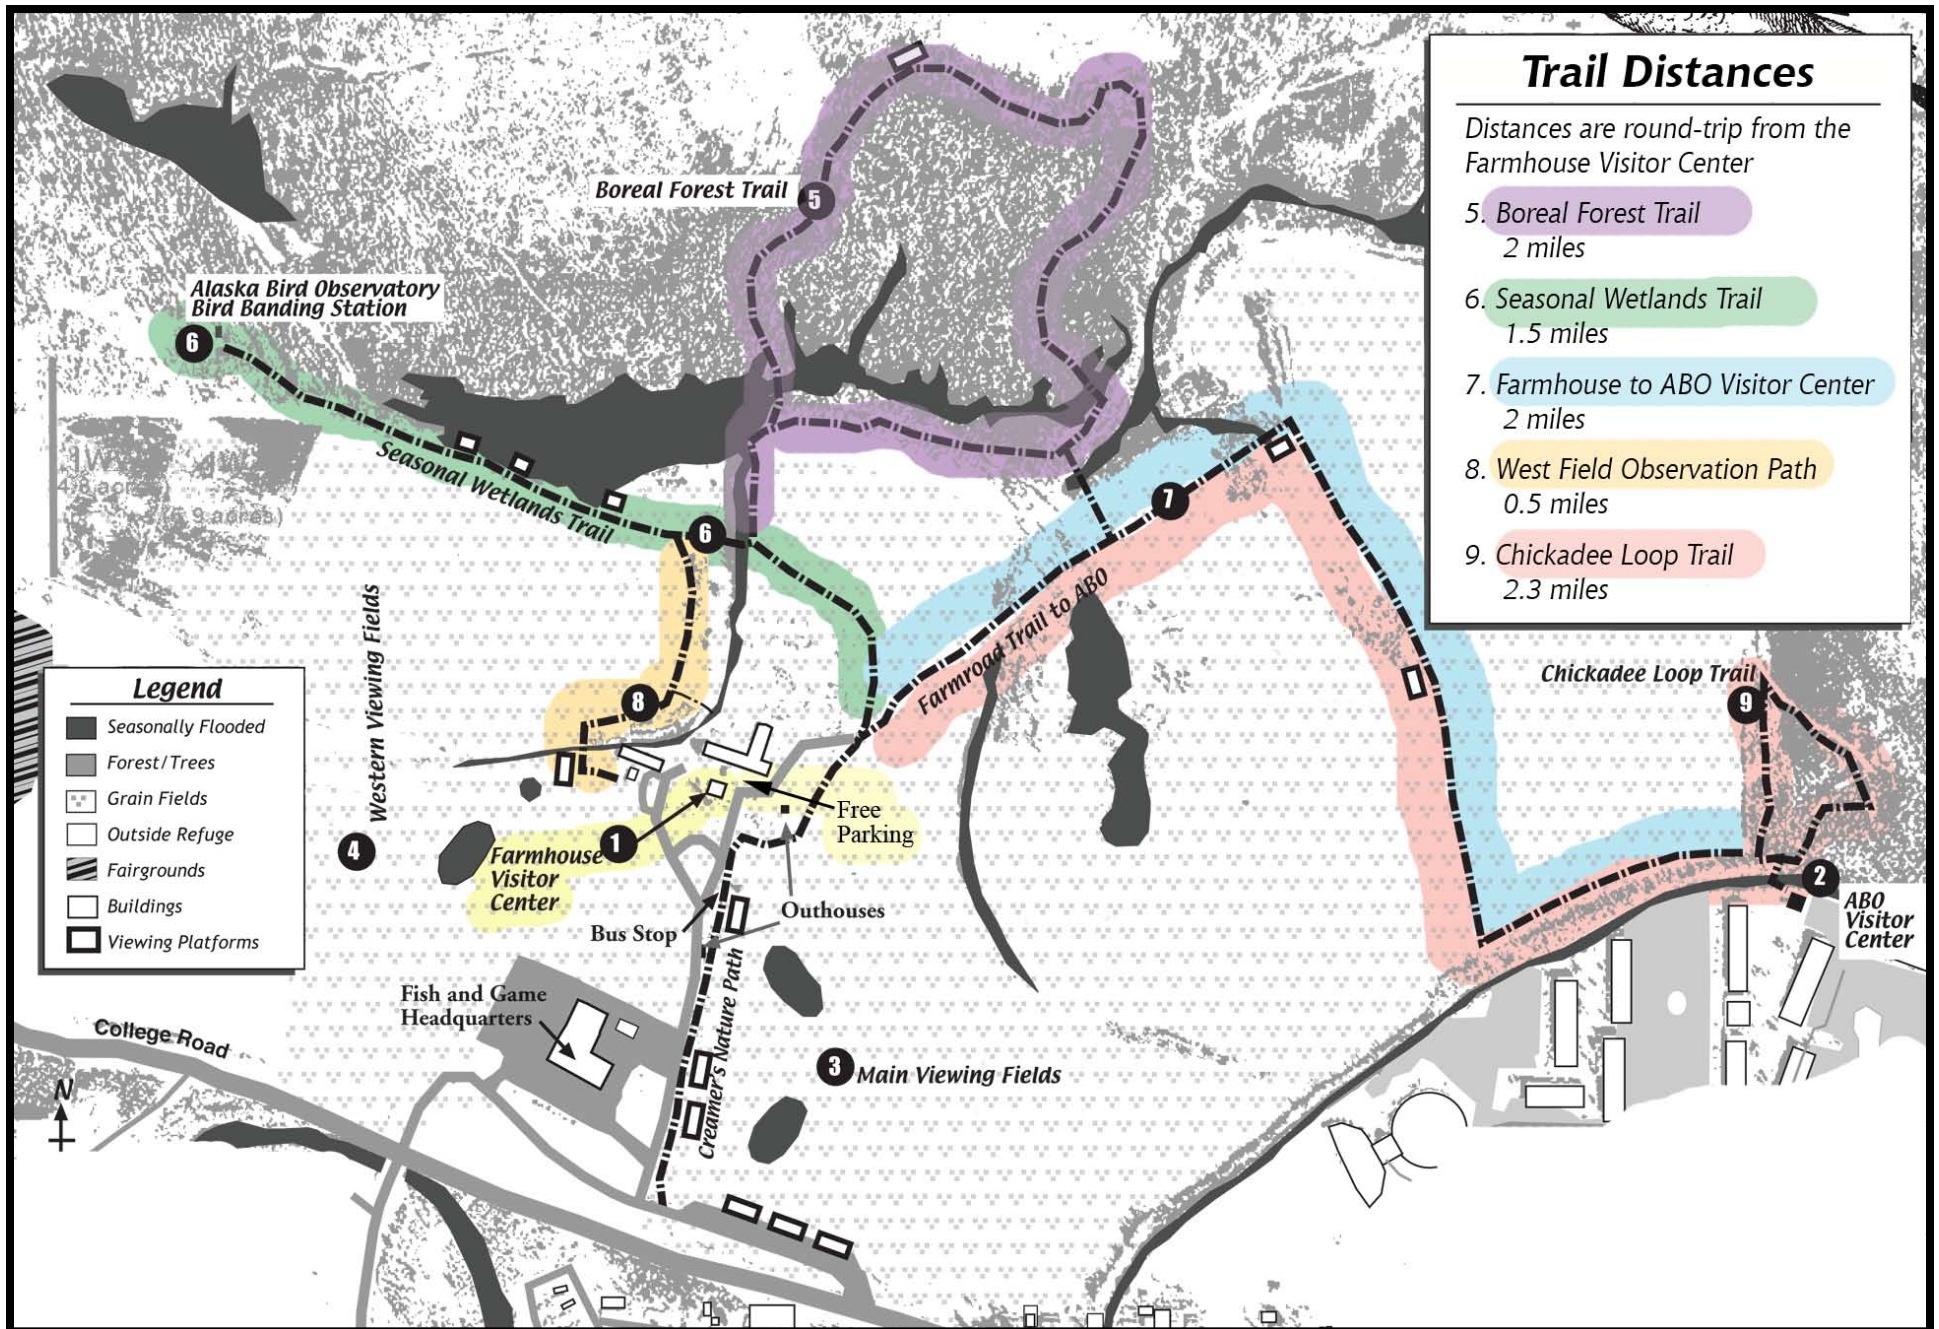 Trail Distances
Distances are round-trip from the
Farmhouse Visitor Center
5. Boreal Forest Trail
2 miles
6. Seasonal Wetlands Trail
1.5 miles
7. Farmhouse to ABO Visitor Center
2 miles
8. West Field Observation Path
0.5 miles
9. Chickadee Loop Trail
2.3 miles
Boreal Forest Trail
5
Alaska Bird Observatory
Bird Banding Station
6
Seasonal Wetlands Trail
6
7
Farmroad Trail to ABO
Western Viewing Fields
8
Chickadee Loop Trail
9
Legend
Seasonally Flooded
Forest/Trees
Grain Fields
Outside Refuge
Fairgrounds
Buildings
Viewing Platforms
4
1
Farmhouse
Visitor
Center
Free
Parking
2
ABO
Visitor
Center
Outhouses
Bus Stop
Creamer's Nature Path
Fish and Game
Headquarters
3
Main Viewing Fields
College Road
N